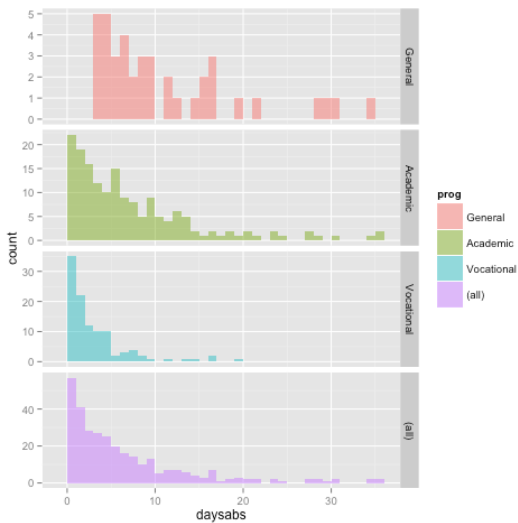 count
5
4
3
2
1
0
General
20
15
10
5
0
Academic
30
20
10
0
Vocational
40
20
0
(all)
0 10 20 30
daysabs
prog
General
Academic
Vocational
(all)